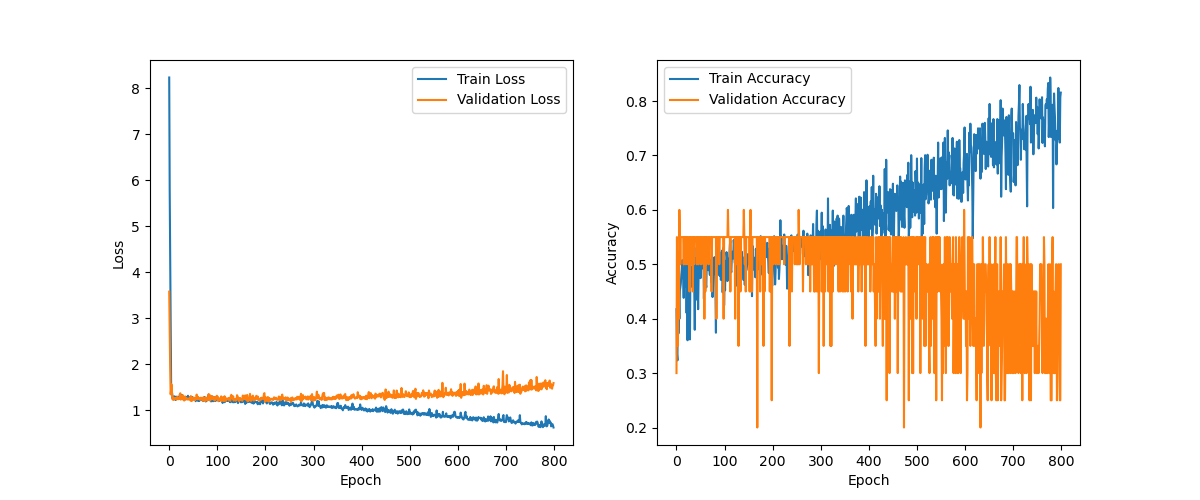 Train Loss
Validation Loss
8
7
6
5
4
3
2
1
Loss
0 100 200 300 400 500 600 700 800
Epoch
Train Accuracy
Validation Accuracy
0.8
0.7
0.6
0.5
0.4
0.3
0.2
Accuracy
0 100 200 300 400 500 600 700 800
Epoch